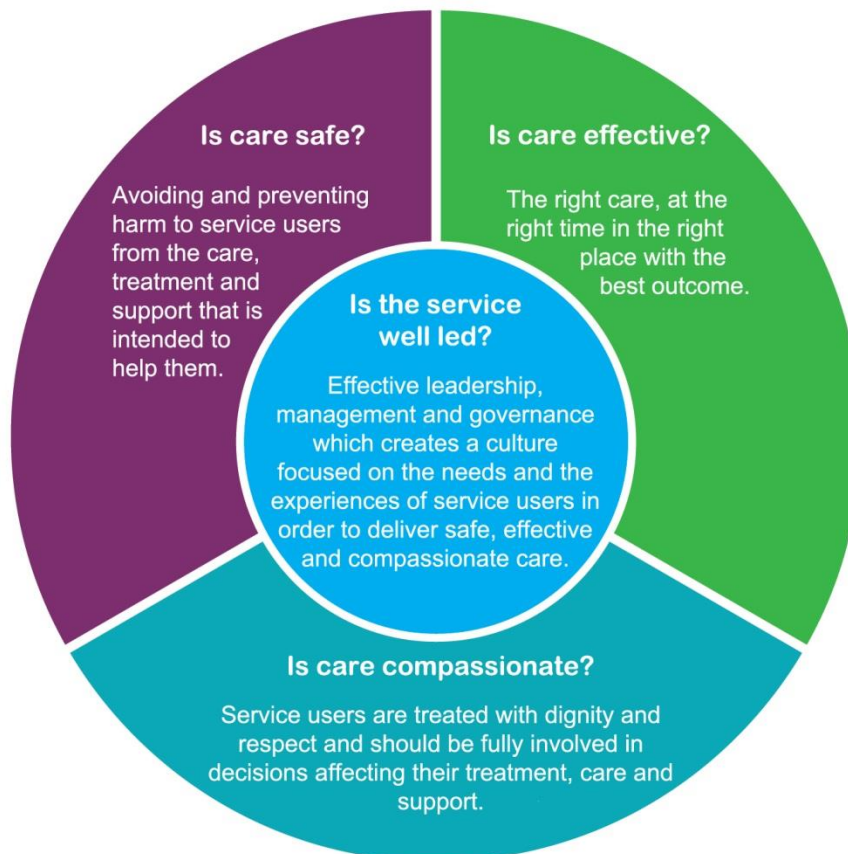 Is care safe?
Avoiding and preventing
harm to service users
from the care,
treatment and
support that is
intended to
help them.
Is care effective?
The right care, at the
right time in the right
place with the
best outcome.
Is the service
well led?
Effective leadership,
management and governance
which creates a culture
focused on the needs and the
experiences of service users in
order to deliver safe, effective
and compassionate care.
Is care compassionate?
Service users are treated with dignity and
respect and should be fully involved in
decisions affecting their treatment, care and
support.